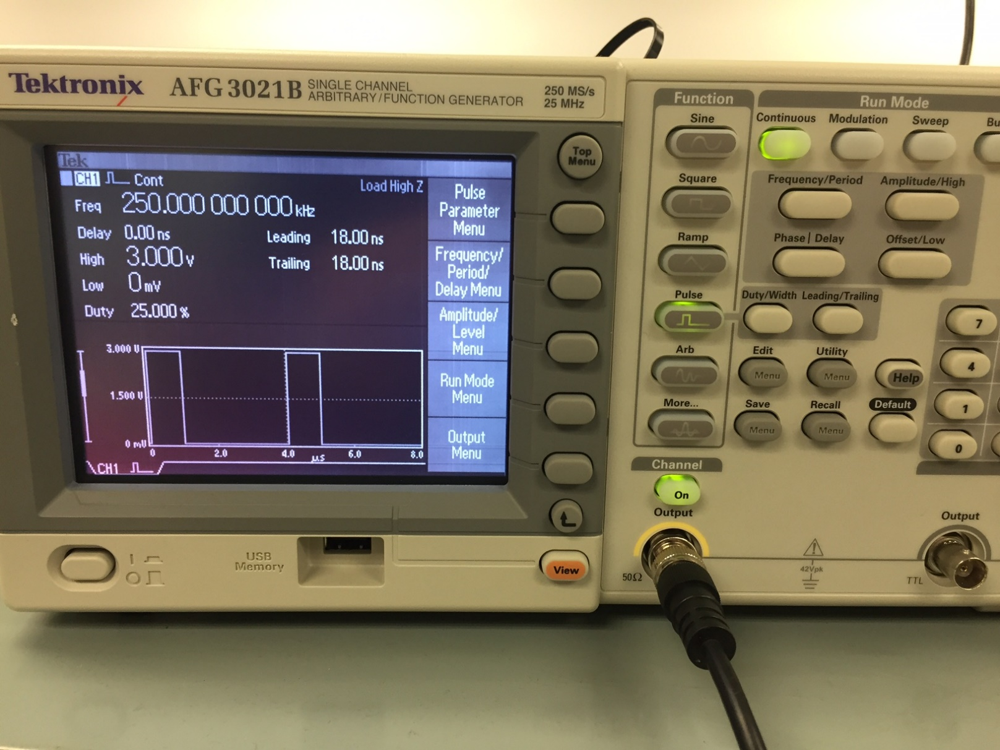 Tektronix AFG 3021B SINGLE CHANNEL
ARBITRARY/FUNCTION GENERATOR
250 MS/s
25 MHz
Tek
CH1 Cont
Load High Z
Freq 250.000 000 000 kHz
Delay 0.00 ns
Leading 18.00 ns
High 3.000 V
Trailing 18.00 ns
Low 0 mV
Duty 25.000 %
3.000 V
1.500 V
0 mV
0 2.0 4.0 6.0 8.0
μs
CH1
Pulse
Parameter
Menu
Frequency/
Period/
Delay Menu
Amplitude/
Level
Menu
Run Mode
Menu
Output
Menu
Top
Menu
USB
Memory
View
Function
Sine
Square
Ramp
Pulse
Arb
More...
Run Mode
Continuous Modulation Sweep Bu
Frequency/Period Amplitude/High
Phase | Delay Offset/Low
Duty/Width Leading/Trailing
Edit Utility
Menu Menu Help
Save Recall Default
Menu Menu
7
4
1
0
Channel
On
Output
50Ω
42Vpk
Output
TTL